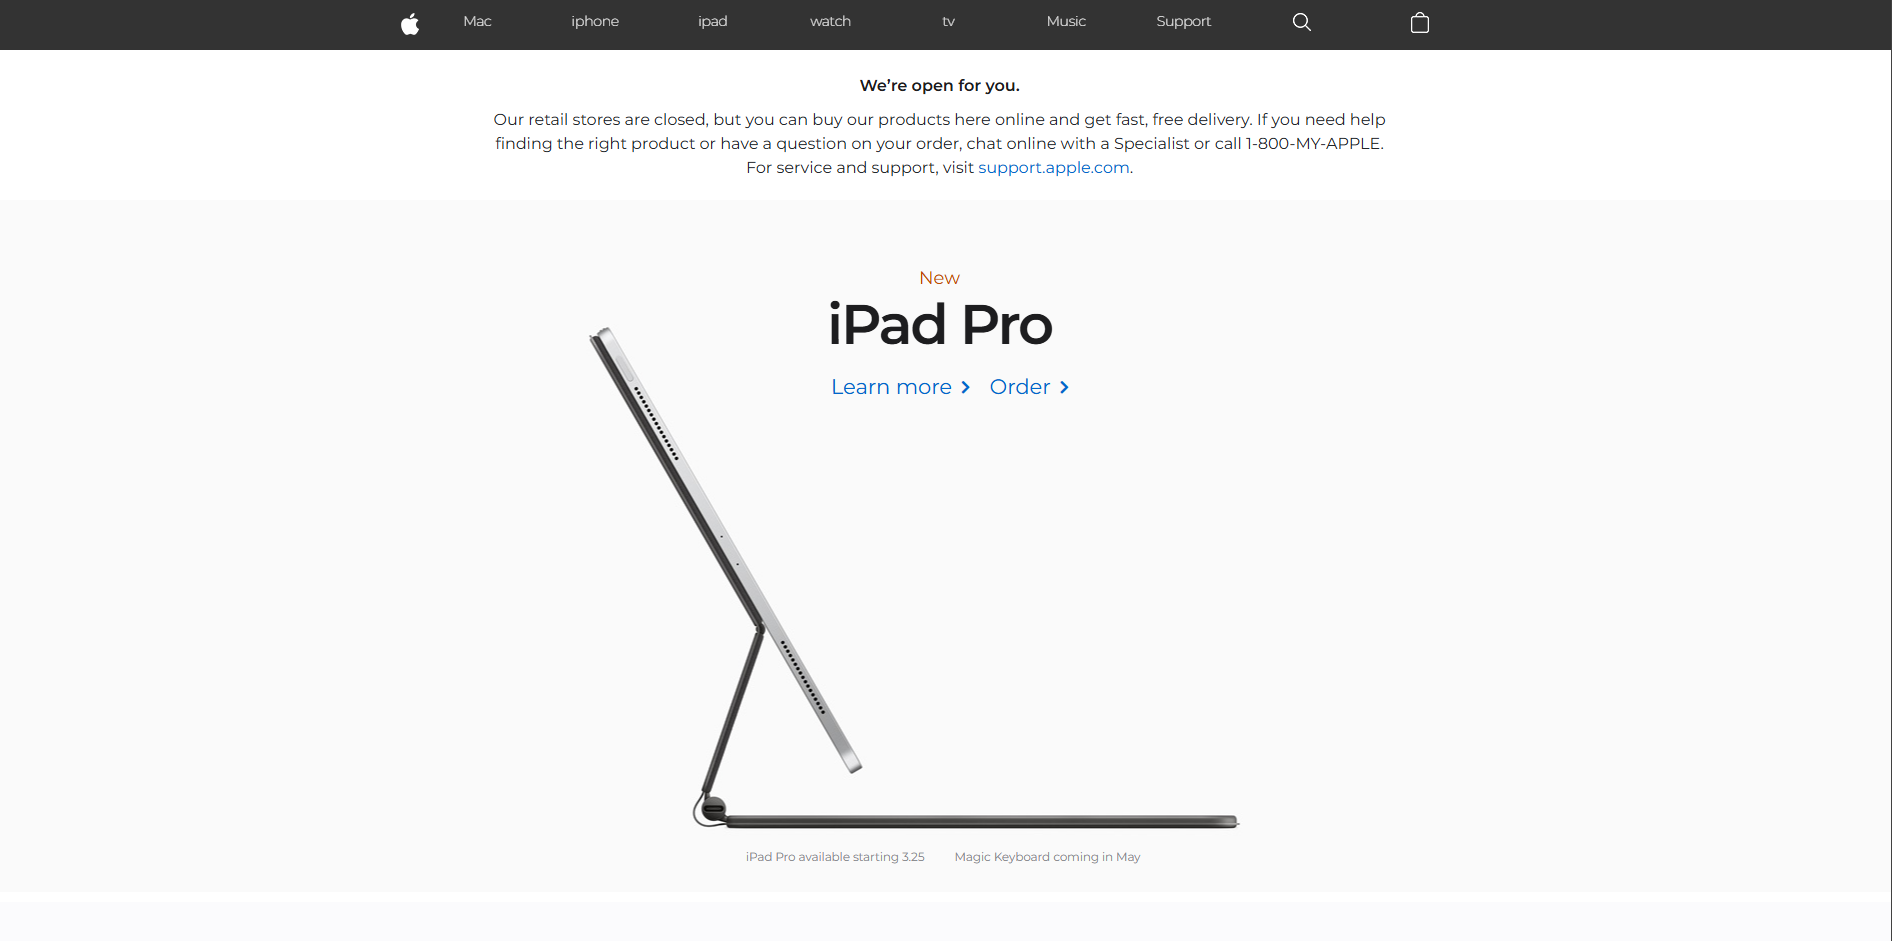 Mac iphone ipad watch tv Music Support
We’re open for you.
Our retail stores are closed, but you can buy our products here online and get fast, free delivery. If you need help
finding the right product or have a question on your order, chat online with a Specialist or call 1-800-MY-APPLE.
For service and support, visit support.apple.com.
New
iPad Pro
Learn more Order
iPad Pro available starting 3.25 Magic Keyboard coming in May